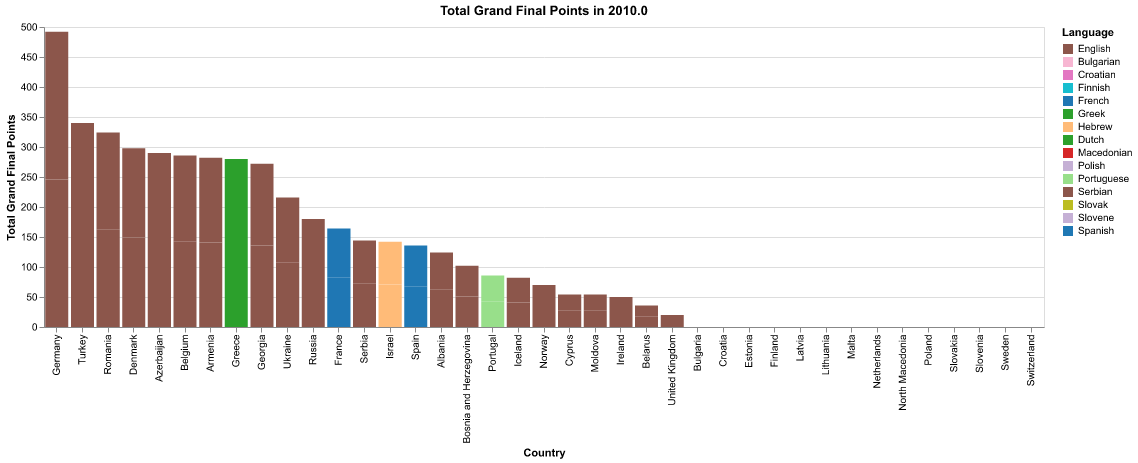 Total Grand Final Points in 2010.0
Total Grand Final Points
500
450
400
350
300
250
200
150
100
50
0
Germany
Turkey
Romania
Denmark
Azerbaijan
Belgium
Armenia
Greece
Georgia
Ukraine
Russia
France
Serbia
Israel
Spain
Albania
Bosnia and Herzegovina
Portugal
Iceland
Norway
Cyprus
Moldova
Ireland
Belarus
United Kingdom
Bulgaria
Croatia
Estonia
Finland
Latvia
Lithuania
Malta
Netherlands
North Macedonia
Poland
Slovakia
Slovenia
Sweden
Switzerland
Country
Language
English
Bulgarian
Croatian
Finnish
French
Greek
Hebrew
Dutch
Macedonian
Polish
Portuguese
Serbian
Slovak
Slovene
Spanish